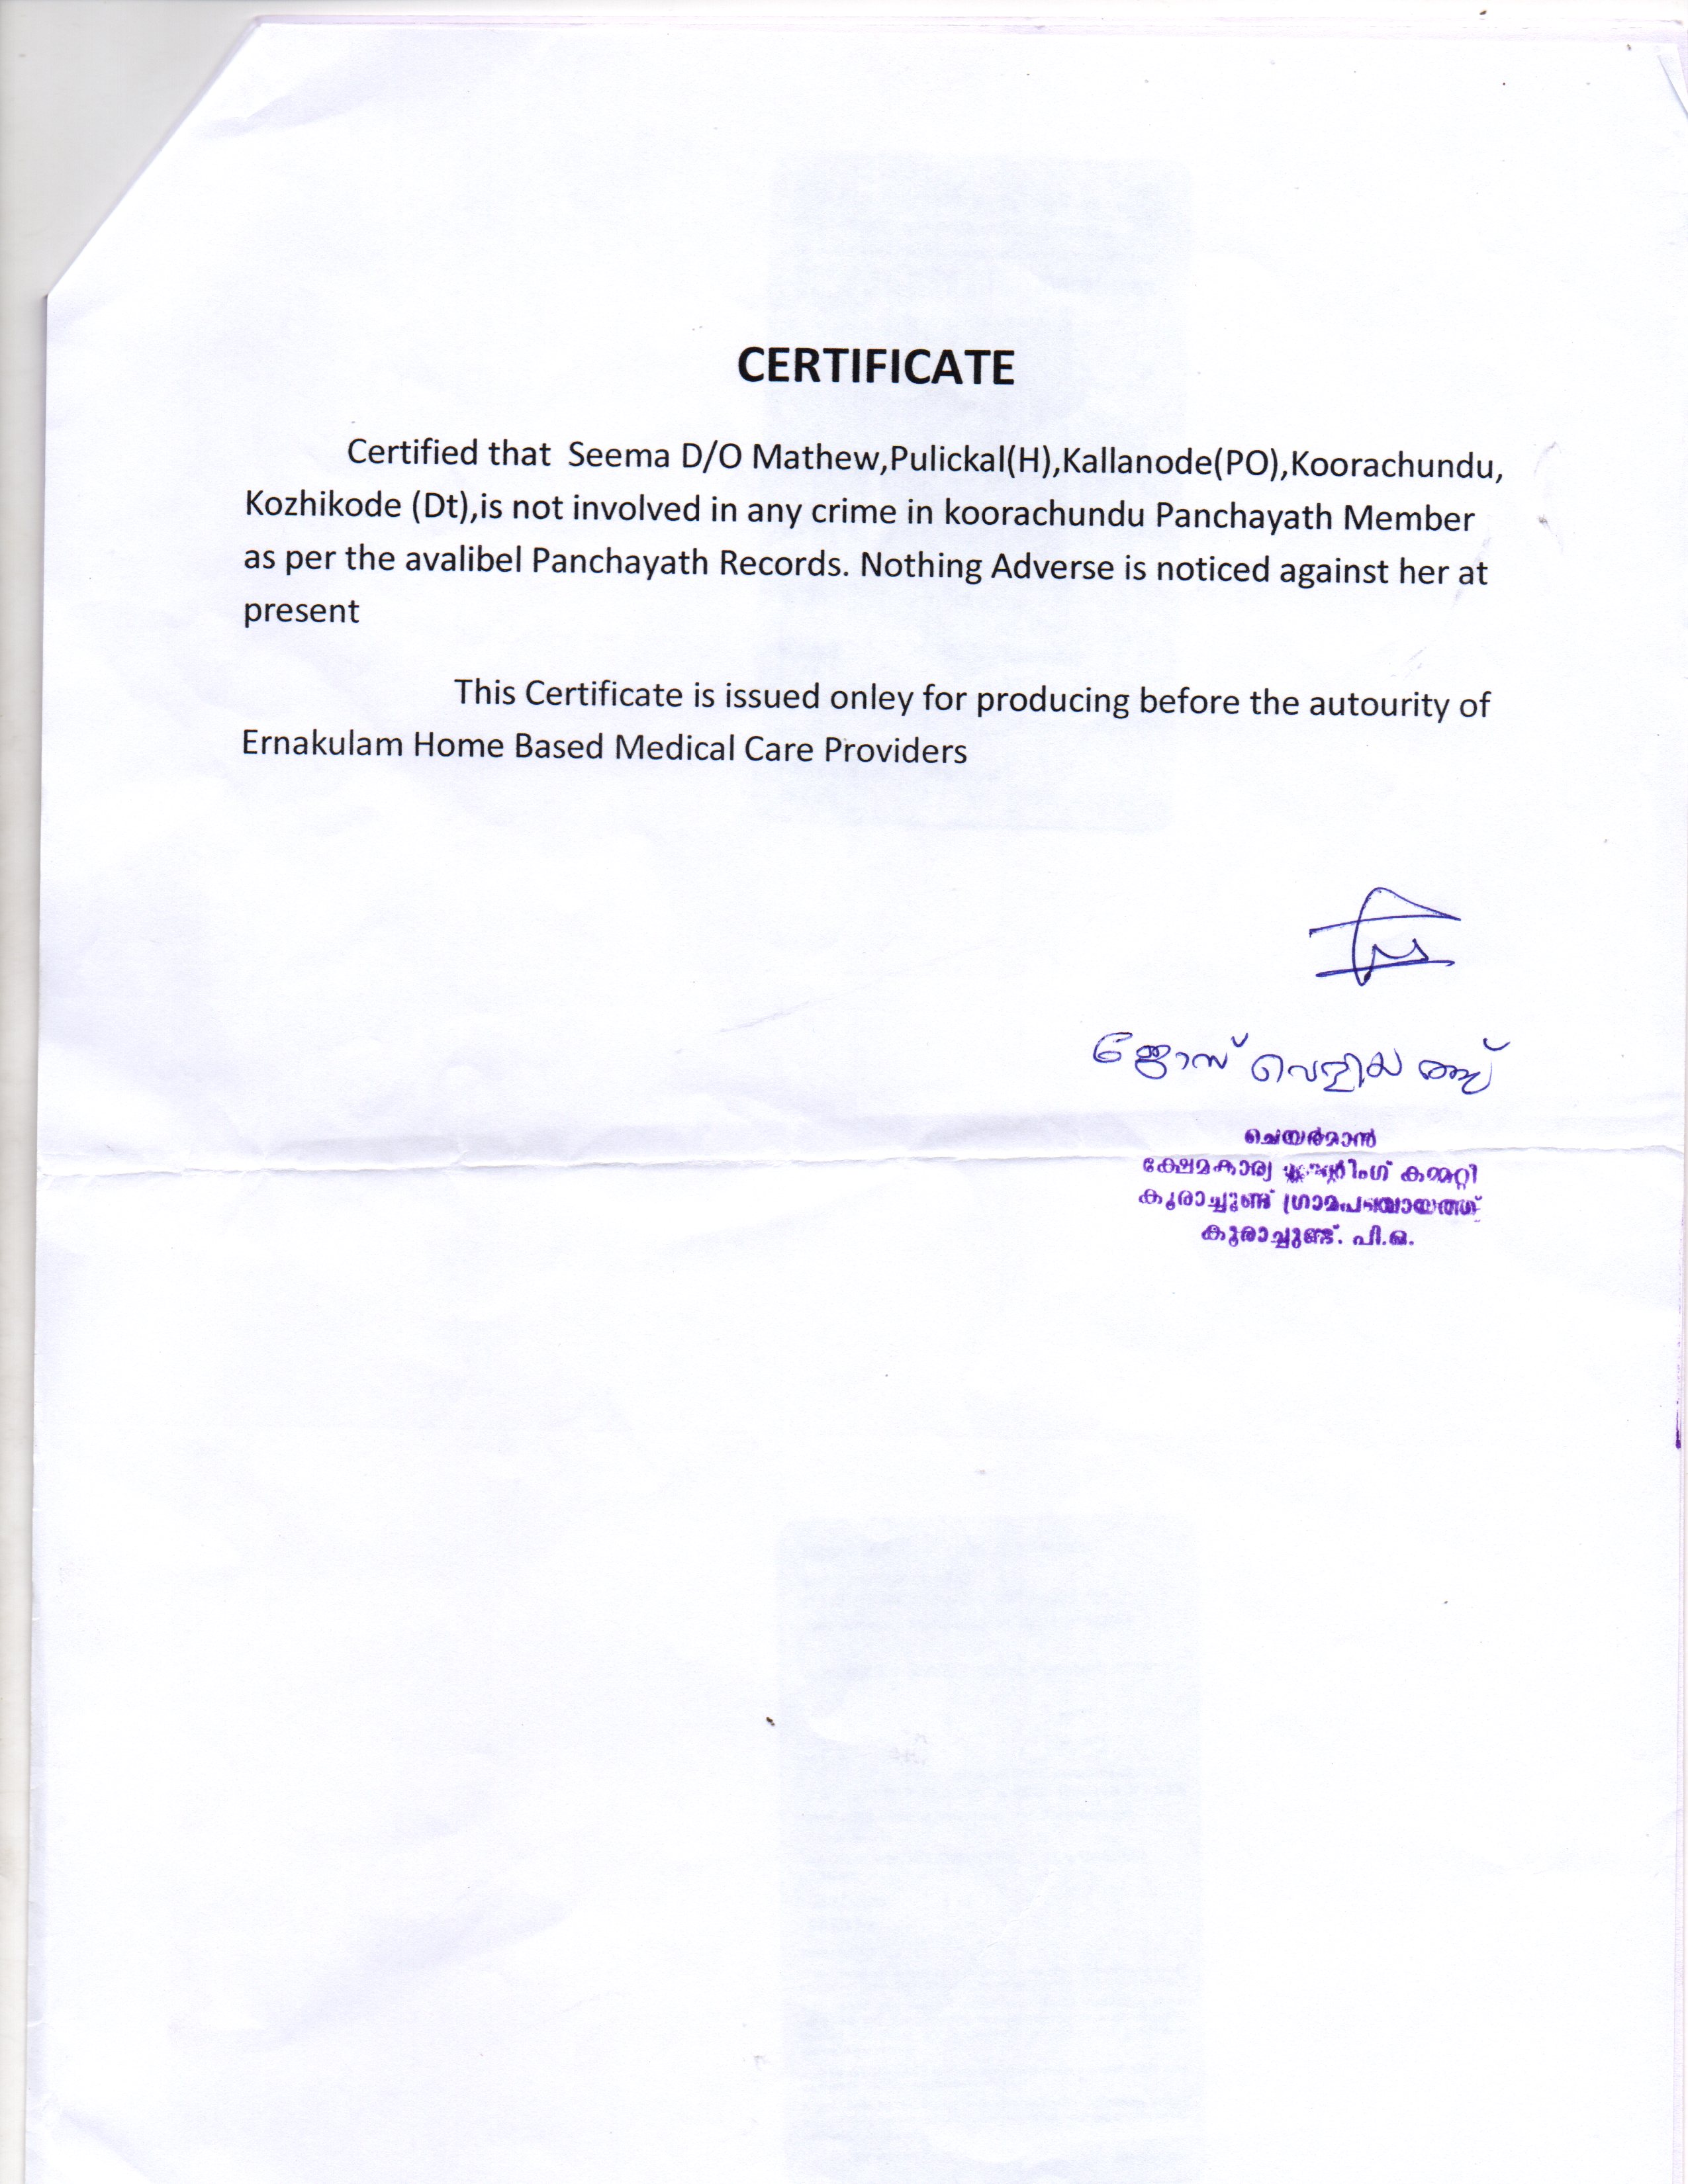 CERTIFICATE
Certified that Seema D/O Mathew,Pulickal(H),Kallanode(PO),Koorachundu,
Kozhikode (Dt),is not involved in any crime in koorachundu Panchayath Member
as per the avalibel Panchayath Records. Nothing Adverse is noticed against her at
present
This Certificate is issued onley for producing before the autourity of
Ernakulam Home Based Medical Care Providers
ജോസ് വെളിയത്ത്
ചെയർമാൻ
ക്ഷേമകാര്യ കമ്മറ്റി
കൂരാച്ചുണ്ട് ഗ്രാമപഞ്ചായത്ത്
കൂരാച്ചുണ്ട്. പി.ഒ.